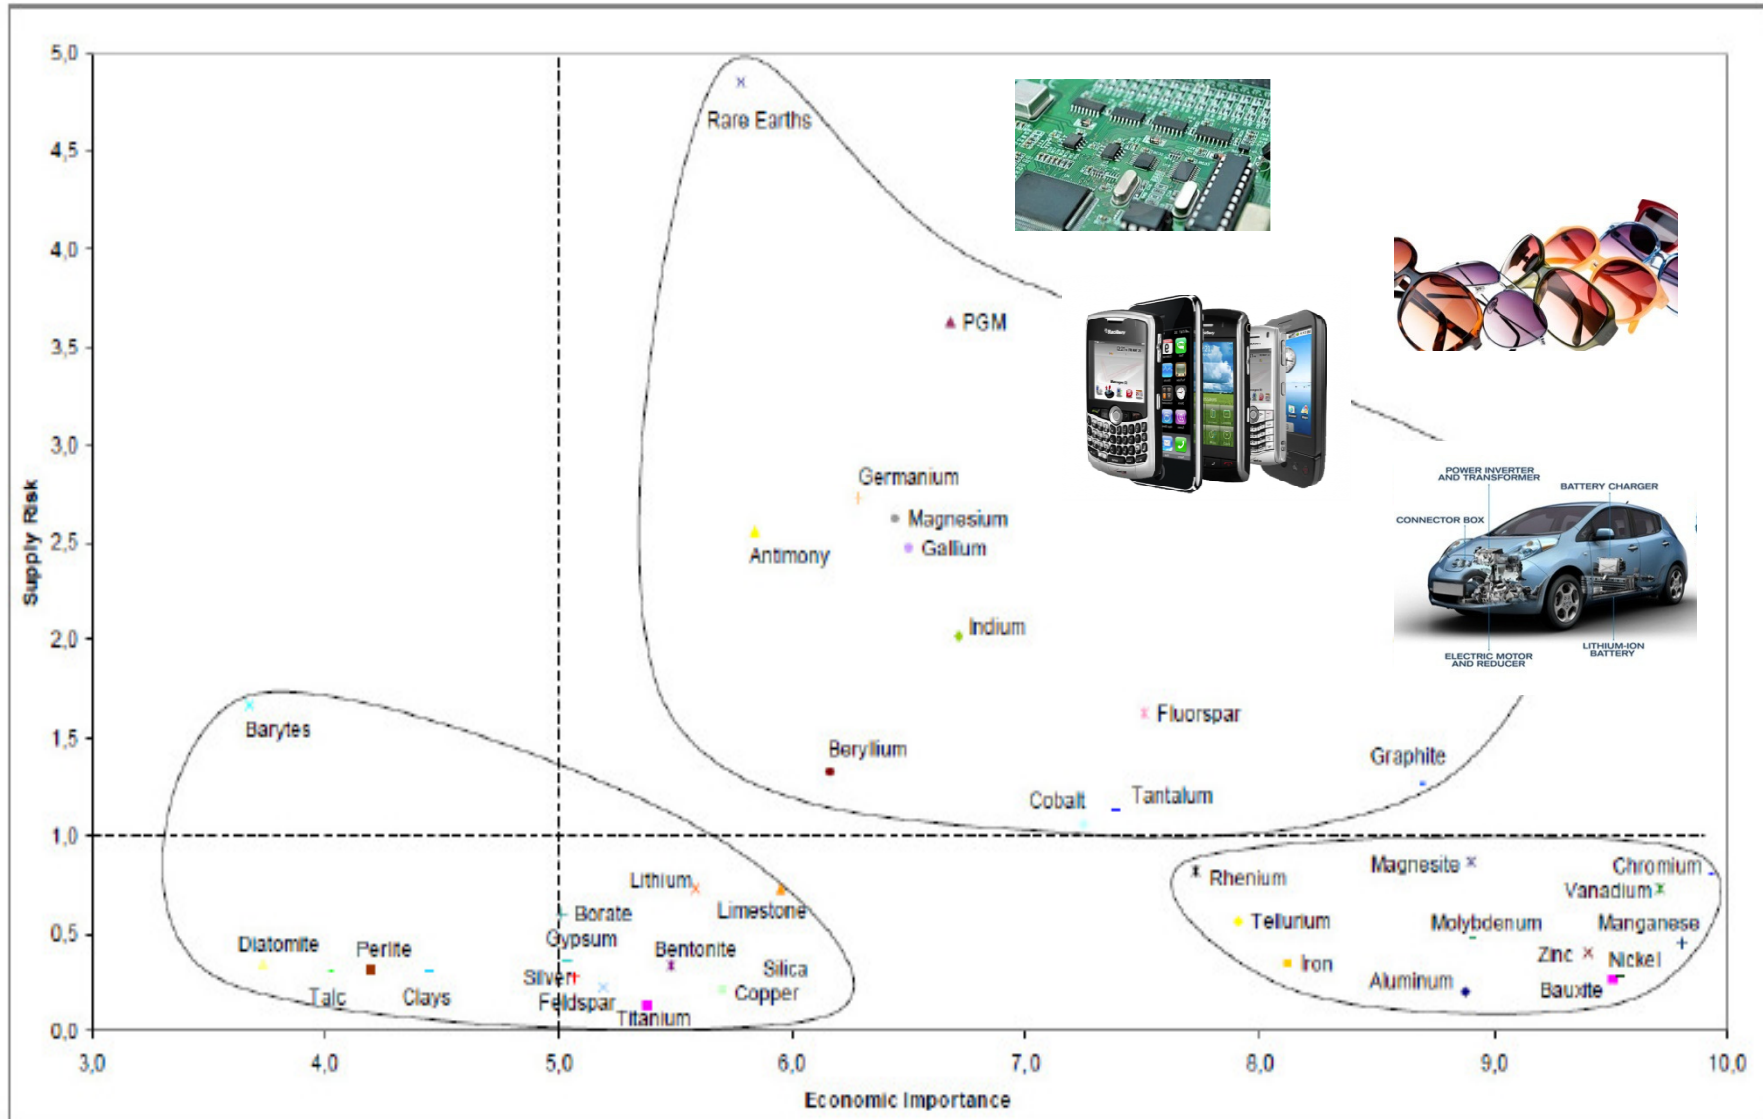 5,0
4,5
4,0
3,5
3,0
2,5
2,0
1,5
1,0
0,5
0,0
Supply Risk
Rare Earths
PGM
Germanium
Magnesium
Gallium
Antimony
Indium
Fluorspar
Beryllium
Graphite
Cobalt
Tantalum
POWER INVERTER
AND TRANSFORMER
BATTERY CHARGER
CONNECTOR BOX
ELECTRIC MOTOR
AND REDUCER
LITHIUM-ION
BATTERY
Barytes
Lithium
Limestone
Borate
Gypsum
Bentonite
Diatomite
Perlite
Silver
Silica
Talc
Clays
Feldspar
Copper
Titanium
Rhenium
Magnesite
Chromium
Vanadium
Tellurium
Molybdenum
Manganese
Iron
Zinc
Nickel
Aluminum
Bauxite
3,0
4,0
5,0
6,0
7,0
8,0
9,0
10,0
Economic Importance